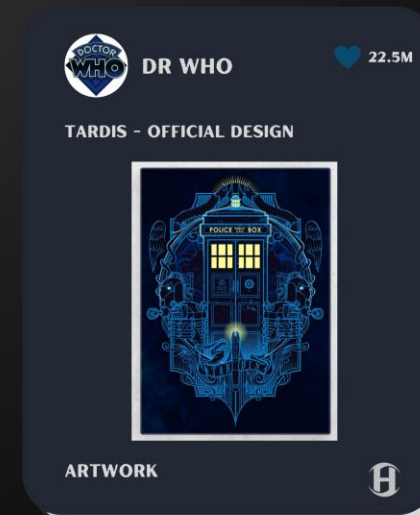 DOCTOR
WHO
DR WHO
22.5M
TARDIS - OFFICIAL DESIGN
POLICE BOX
ARTWORK
H